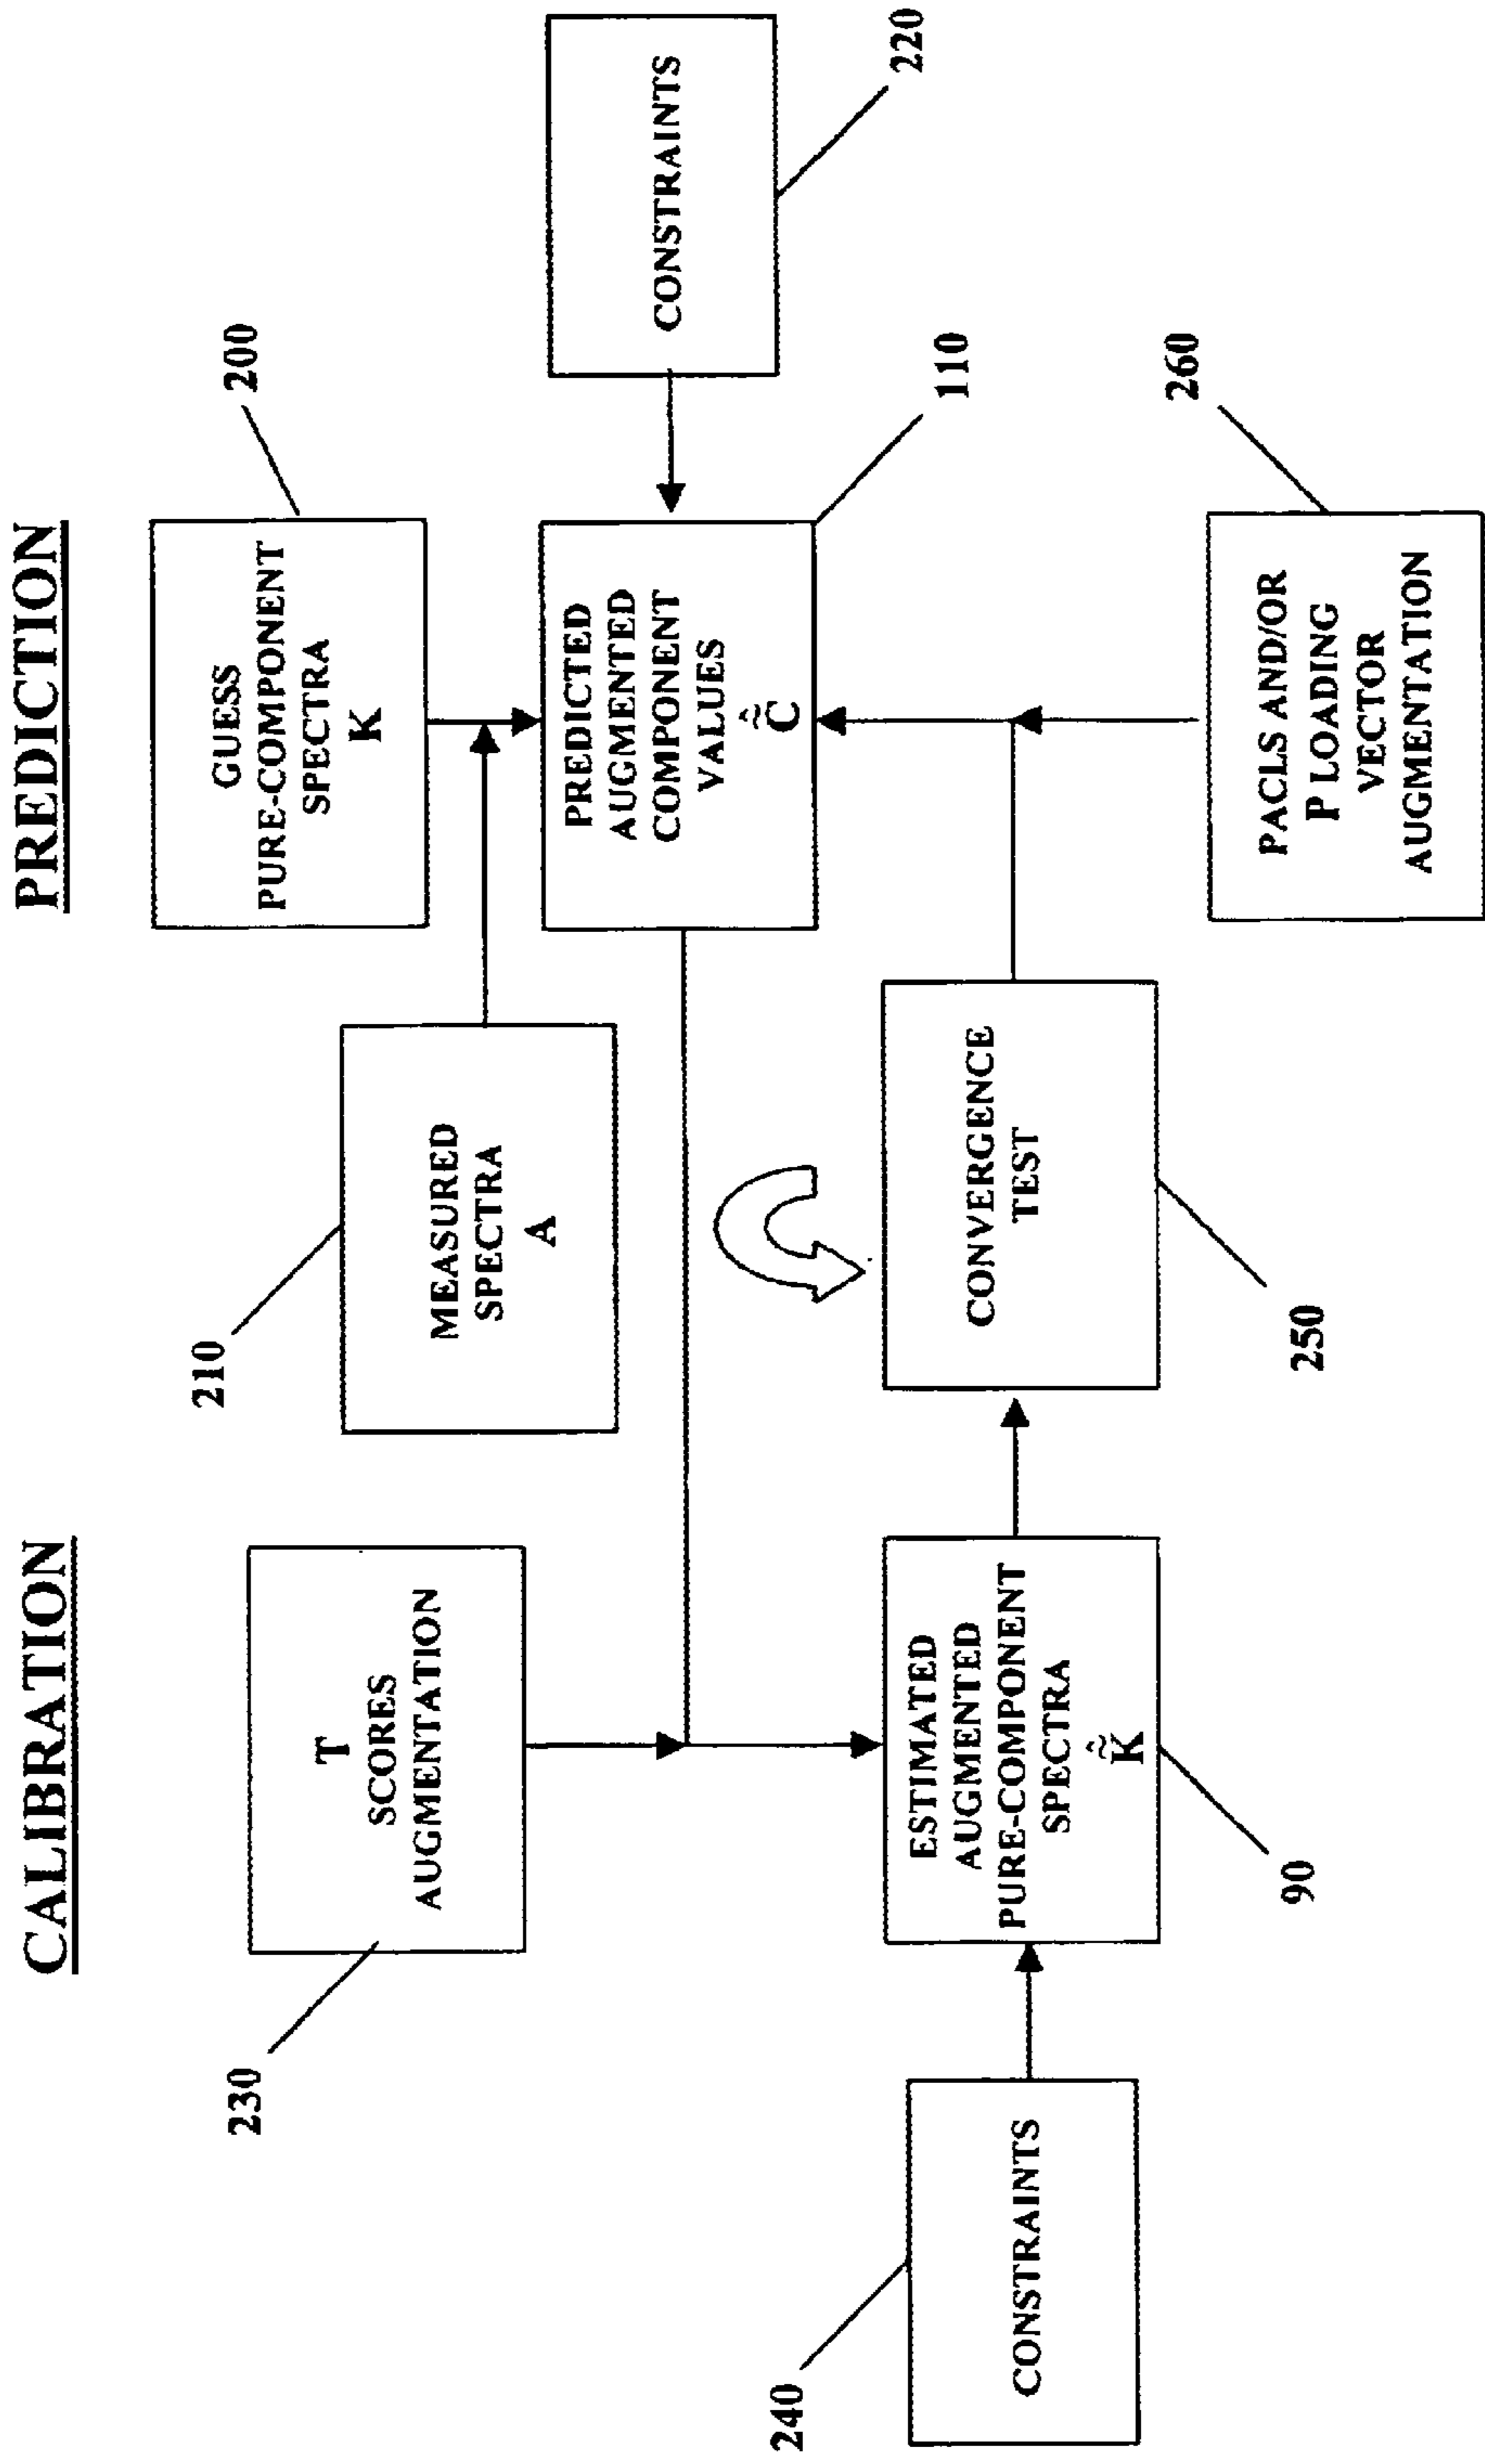 CALIBRATION
PREDICTION
230
T
SCORES
AUGMENTATION
210
MEASURED
SPECTRA
A
GUESS
PURE-COMPONENT
SPECTRA
K
200
PREDICTED
AUGMENTED
COMPONENT
VALUES
C̃̂
110
CONSTRAINTS
220
240
CONSTRAINTS
ESTIMATED
AUGMENTED
PURE-COMPONENT
SPECTRA
K̃̂
90
CONVERGENCE
TEST
250
PACLS AND/OR
P LOADING
VECTOR
AUGMENTATION
260